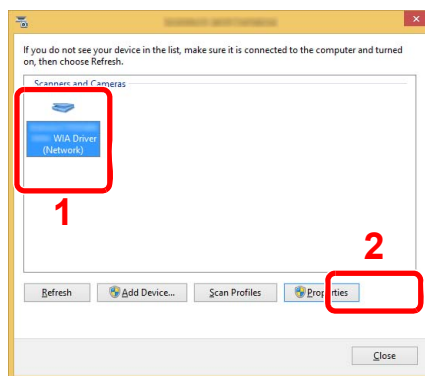 If you do not see your device in the list, make sure it is connected to the computer and turned
on, then choose Refresh.
Scanners and Cameras
WIA Driver
(Network)
1
2
Refresh
Add Device...
Scan Profiles
Properties
Close